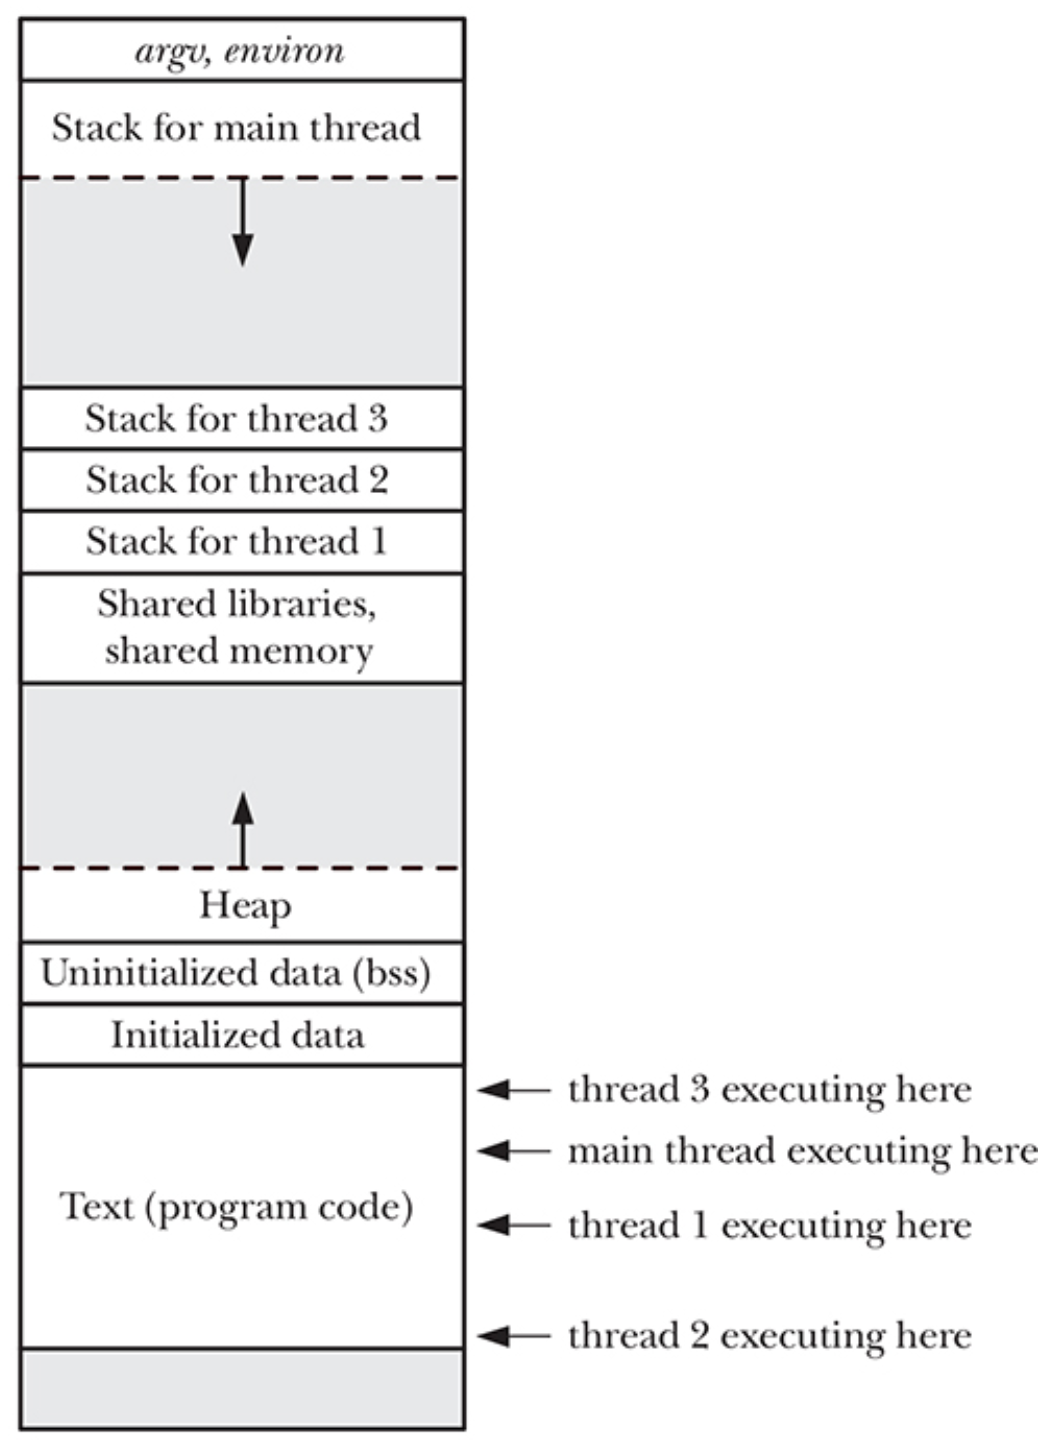 argv, environ
Stack for main thread
Stack for thread 3
Stack for thread 2
Stack for thread 1
Shared libraries,
shared memory
Heap
Uninitialized data (bss)
Initialized data
Text (program code)
thread 3 executing here
main thread executing here
thread 1 executing here
thread 2 executing here